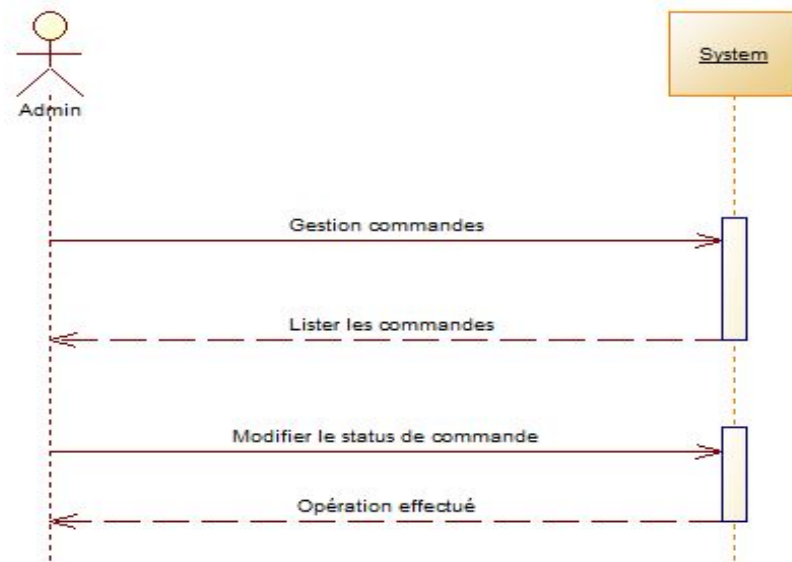 System
Admin
Gestion commandes
Lister les commandes
Modifier le status de commande
Opération effectué